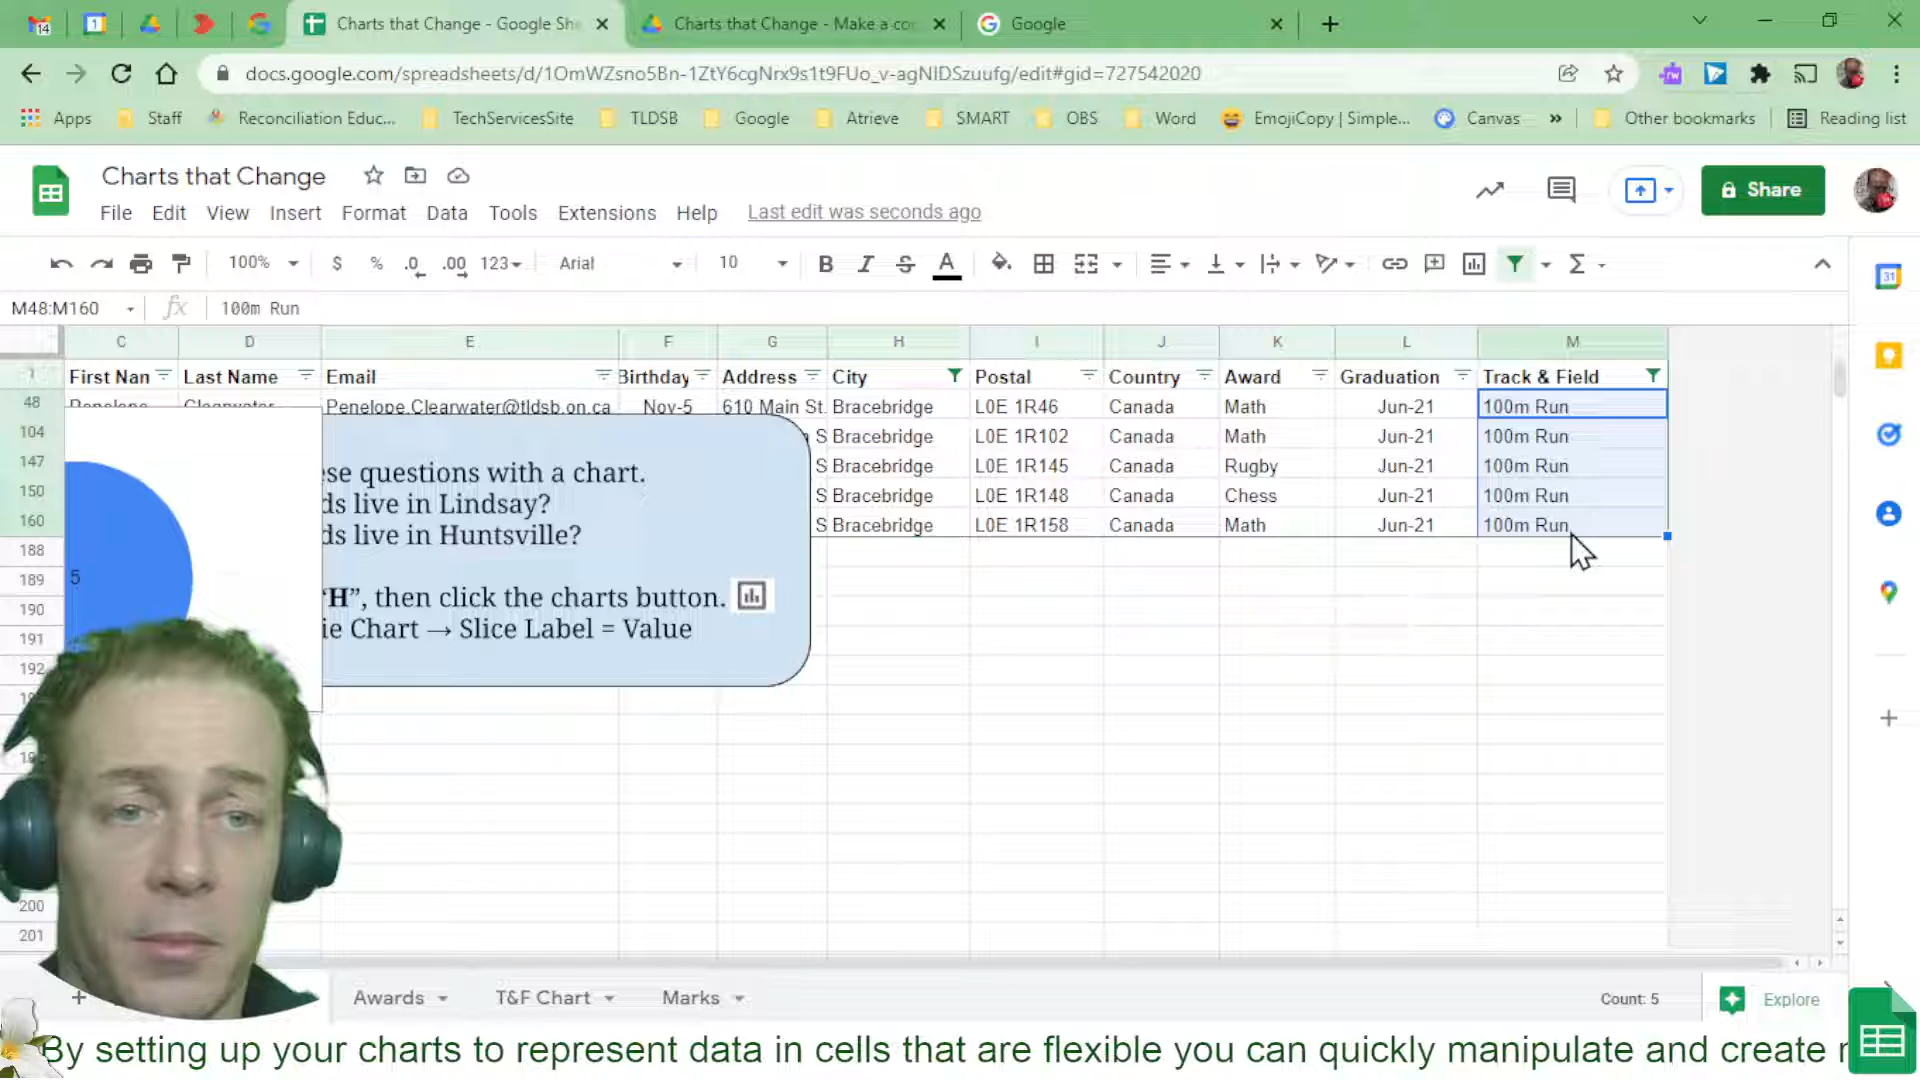 14
Charts that Change - Google She
Charts that Change - Make a co
Google
docs.google.com/spreadsheets/d/1OmWZsno5Bn-1ZtY6cgNrx9s1t9FUo_v-agNIDSzuufg/edit#gid=727542020
Apps
Staff
Reconciliation Educ...
TechServicesSite
TLDSB
Google
Atrieve
SMART
OBS
Word
EmojiCopy | Simple...
Canvas
»
Other bookmarks
Reading list
Charts that Change
File Edit View Insert Format Data Tools Extensions Help Last edit was seconds ago
Share
100% $ % .0 .00 123 Arial 10 B I S A Σ
M48:M160 fx 100m Run
C D E F G H I J K L M
1 First Nan Last Name Email Birthday Address City Postal Country Award Graduation Track & Field
48 Penelope Clearwater Penelope.Clearwater@tldsb.on.ca Nov-5 610 Main St. Bracebridge L0E 1R46 Canada Math Jun-21 100m Run
104 S Bracebridge L0E 1R102 Canada Math Jun-21 100m Run
147 S Bracebridge L0E 1R145 Canada Rugby Jun-21 100m Run
150 S Bracebridge L0E 1R148 Canada Chess Jun-21 100m Run
160 S Bracebridge L0E 1R158 Canada Math Jun-21 100m Run
188
189
190
191
192
200
201
5
se questions with a chart.
ds live in Lindsay?
ds live in Huntsville?
“H”, then click the charts button.
ie Chart → Slice Label = Value
+ Awards T&F Chart Marks
Count: 5
Explore
31
By setting up your charts to represent data in cells that are flexible you can quickly manipulate and create